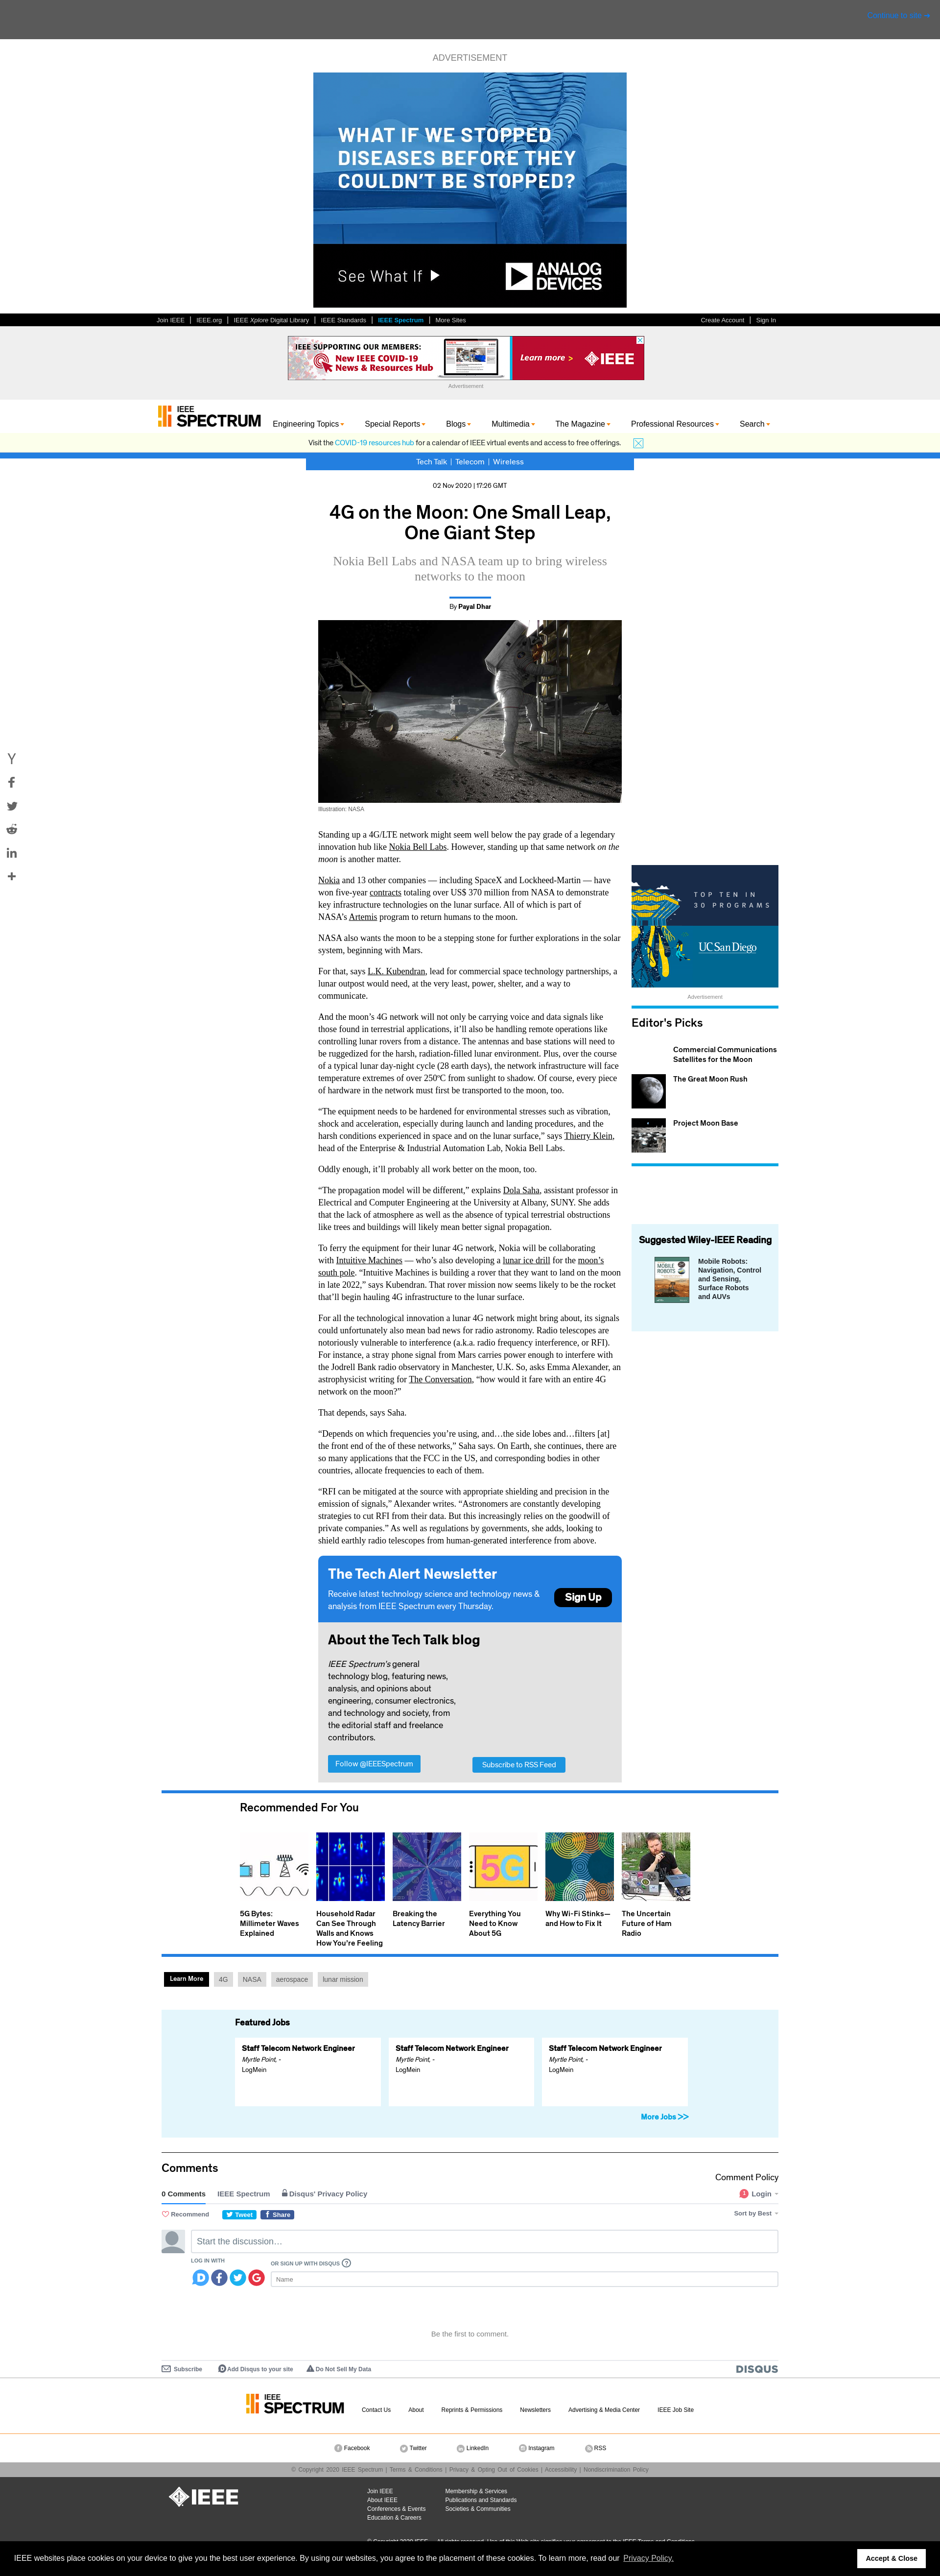 ADVERTISEMENT
WHAT IF WE STOPPED
DISEASES BEFORE THEY
COULDN'T BE STOPPED?
See What If
ANALOG
DEVICES
Join IEEE | IEEE.org | IEEE Xplore Digital Library | IEEE Standards | IEEE Spectrum | More Sites
Create Account | Sign In
IEEE SUPPORTING OUR MEMBERS:
New IEEE COVID-19
News & Resources Hub
Learn more >
IEEE
Advertisement
IEEE
SPECTRUM
Engineering Topics Special Reports Blogs Multimedia The Magazine Professional Resources Search
Visit the COVID-19 resources hub for a calendar of IEEE virtual events and access to free offerings.
Tech Talk | Telecom | Wireless
02 Nov 2020 | 17:26 GMT
4G on the Moon: One Small Leap,
One Giant Step
Nokia Bell Labs and NASA team up to bring wireless
networks to the moon
By Payal Dhar
Illustration: NASA
Standing up a 4G/LTE network might seem well below the pay grade of a legendary
innovation hub like Nokia Bell Labs. However, standing up that same network on the
moon is another matter.
Nokia and 13 other companies — including SpaceX and Lockheed-Martin — have
won five-year contracts totaling over US$ 370 million from NASA to demonstrate
key infrastructure technologies on the lunar surface. All of which is part of
NASA's Artemis program to return humans to the moon.
NASA also wants the moon to be a stepping stone for further explorations in the solar
system, beginning with Mars.
For that, says L.K. Kubendran, lead for commercial space technology partnerships, a
lunar outpost would need, at the very least, power, shelter, and a way to
communicate.
And the moon's 4G network will not only be carrying voice and data signals like
those found in terrestrial applications, it'll also be handling remote operations like
controlling lunar rovers from a distance. The antennas and base stations will need to
be ruggedized for the harsh, radiation-filled lunar environment. Plus, over the course
of a typical lunar day-night cycle (28 earth days), the network infrastructure will face
temperature extremes of over 250ºC from sunlight to shadow. Of course, every piece
of hardware in the network must first be transported to the moon, too.
“The equipment needs to be hardened for environmental stresses such as vibration,
shock and acceleration, especially during launch and landing procedures, and the
harsh conditions experienced in space and on the lunar surface,” says Thierry Klein,
head of the Enterprise & Industrial Automation Lab, Nokia Bell Labs.
Oddly enough, it'll probably all work better on the moon, too.
“The propagation model will be different,” explains Dola Saha, assistant professor in
Electrical and Computer Engineering at the University at Albany, SUNY. She adds
that the lack of atmosphere as well as the absence of typical terrestrial obstructions
like trees and buildings will likely mean better signal propagation.
To ferry the equipment for their lunar 4G network, Nokia will be collaborating
with Intuitive Machines — who's also developing a lunar ice drill for the moon's
south pole. “Intuitive Machines is building a rover that they want to land on the moon
in late 2022,” says Kubendran. That rover mission now seems likely to be the rocket
that'll begin hauling 4G infrastructure to the lunar surface.
For all the technological innovation a lunar 4G network might bring about, its signals
could unfortunately also mean bad news for radio astronomy. Radio telescopes are
notoriously vulnerable to interference (a.k.a. radio frequency interference, or RFI).
For instance, a stray phone signal from Mars carries power enough to interfere with
the Jodrell Bank radio observatory in Manchester, U.K. So, asks Emma Alexander, an
astrophysicist writing for The Conversation, “how would it fare with an entire 4G
network on the moon?”
That depends, says Saha.
“Depends on which frequencies you're using, and…the side lobes and…filters [at]
the front end of the of these networks,” Saha says. On Earth, she continues, there are
so many applications that the FCC in the US, and corresponding bodies in other
countries, allocate frequencies to each of them.
“RFI can be mitigated at the source with appropriate shielding and precision in the
emission of signals,” Alexander writes. “Astronomers are constantly developing
strategies to cut RFI from their data. But this increasingly relies on the goodwill of
private companies.” As well as regulations by governments, she adds, looking to
shield earthly radio telescopes from human-generated interference from above.
TOP TEN IN
30 PROGRAMS
UC San Diego
Advertisement
Editor's Picks
Commercial Communications
Satellites for the Moon
The Great Moon Rush
Project Moon Base
Suggested Wiley-IEEE Reading
MOBILE
ROBOTS
Mobile Robots:
Navigation, Control
and Sensing,
Surface Robots
and AUVs
The Tech Alert Newsletter
Receive latest technology science and technology news &
analysis from IEEE Spectrum every Thursday.
Sign Up
About the Tech Talk blog
IEEE Spectrum's general
technology blog, featuring news,
analysis, and opinions about
engineering, consumer electronics,
and technology and society, from
the editorial staff and freelance
contributors.
Follow @IEEESpectrum
Subscribe to RSS Feed
Recommended For You
5G
5G Bytes:
Millimeter Waves
Explained
Household Radar
Can See Through
Walls and Knows
How You're Feeling
Breaking the
Latency Barrier
Everything You
Need to Know
About 5G
Why Wi-Fi Stinks—
and How to Fix It
The Uncertain
Future of Ham
Radio
Learn More 4G NASA aerospace lunar mission
Featured Jobs
Staff Telecom Network Engineer
Myrtle Point, -
LogMein
Staff Telecom Network Engineer
Myrtle Point, -
LogMein
Staff Telecom Network Engineer
Myrtle Point, -
LogMein
More Jobs >>
Comments
Comment Policy
0 Comments IEEE Spectrum Disqus' Privacy Policy
1 Login
Recommend Tweet Share
Sort by Best
Start the discussion…
LOG IN WITH
OR SIGN UP WITH DISQUS ?
Name
Be the first to comment.
Subscribe Add Disqus to your site Do Not Sell My Data
DISQUS
IEEE
SPECTRUM
Contact Us About Reprints & Permissions Newsletters Advertising & Media Center IEEE Job Site
Facebook Twitter LinkedIn Instagram RSS
© Copyright 2020 IEEE Spectrum | Terms & Conditions | Privacy & Opting Out of Cookies | Accessibility | Nondiscrimination Policy
IEEE
Join IEEE
About IEEE
Conferences & Events
Education & Careers
Membership & Services
Publications and Standards
Societies & Communities
IEEE websites place cookies on your device to give you the best user experience. By using our websites, you agree to the placement of these cookies. To learn more, read our Privacy Policy.
Accept & Close